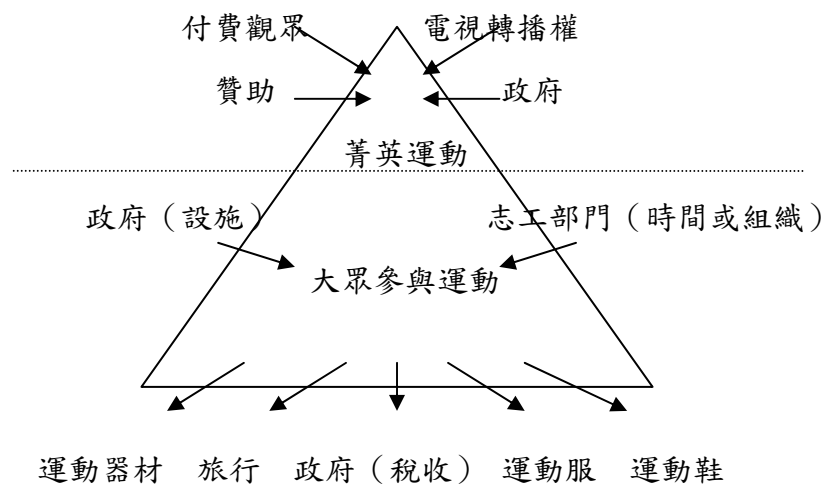 付費觀眾 電視轉播權
贊助 政府
菁英運動
政府（設施） 志工部門（時間或組織）
大眾參與運動
運動器材 旅行 政府（稅收） 運動服 運動鞋